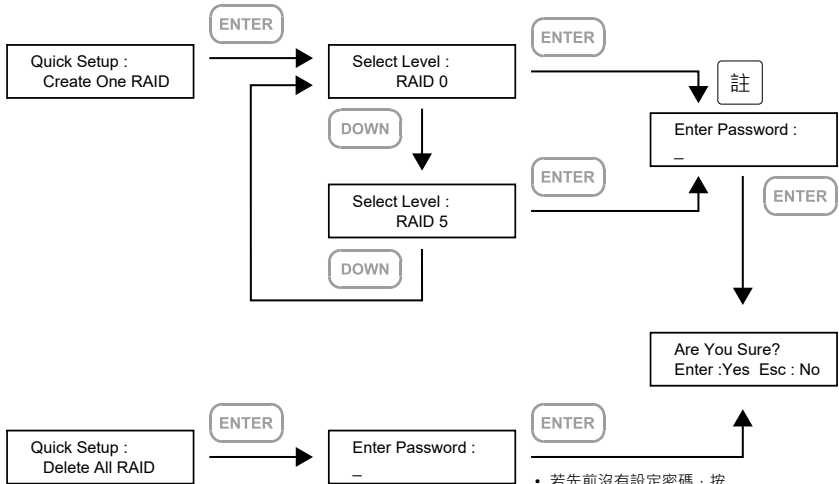 ENTER
Quick Setup :
Create One RAID
Select Level :
RAID 0
ENTER
註
DOWN
Enter Password :
_
Select Level :
RAID 5
ENTER
ENTER
DOWN
Are You Sure?
Enter :Yes Esc : No
ENTER
ENTER
Quick Setup :
Delete All RAID
Enter Password :
_
• 若先前沒有設定密碼，按